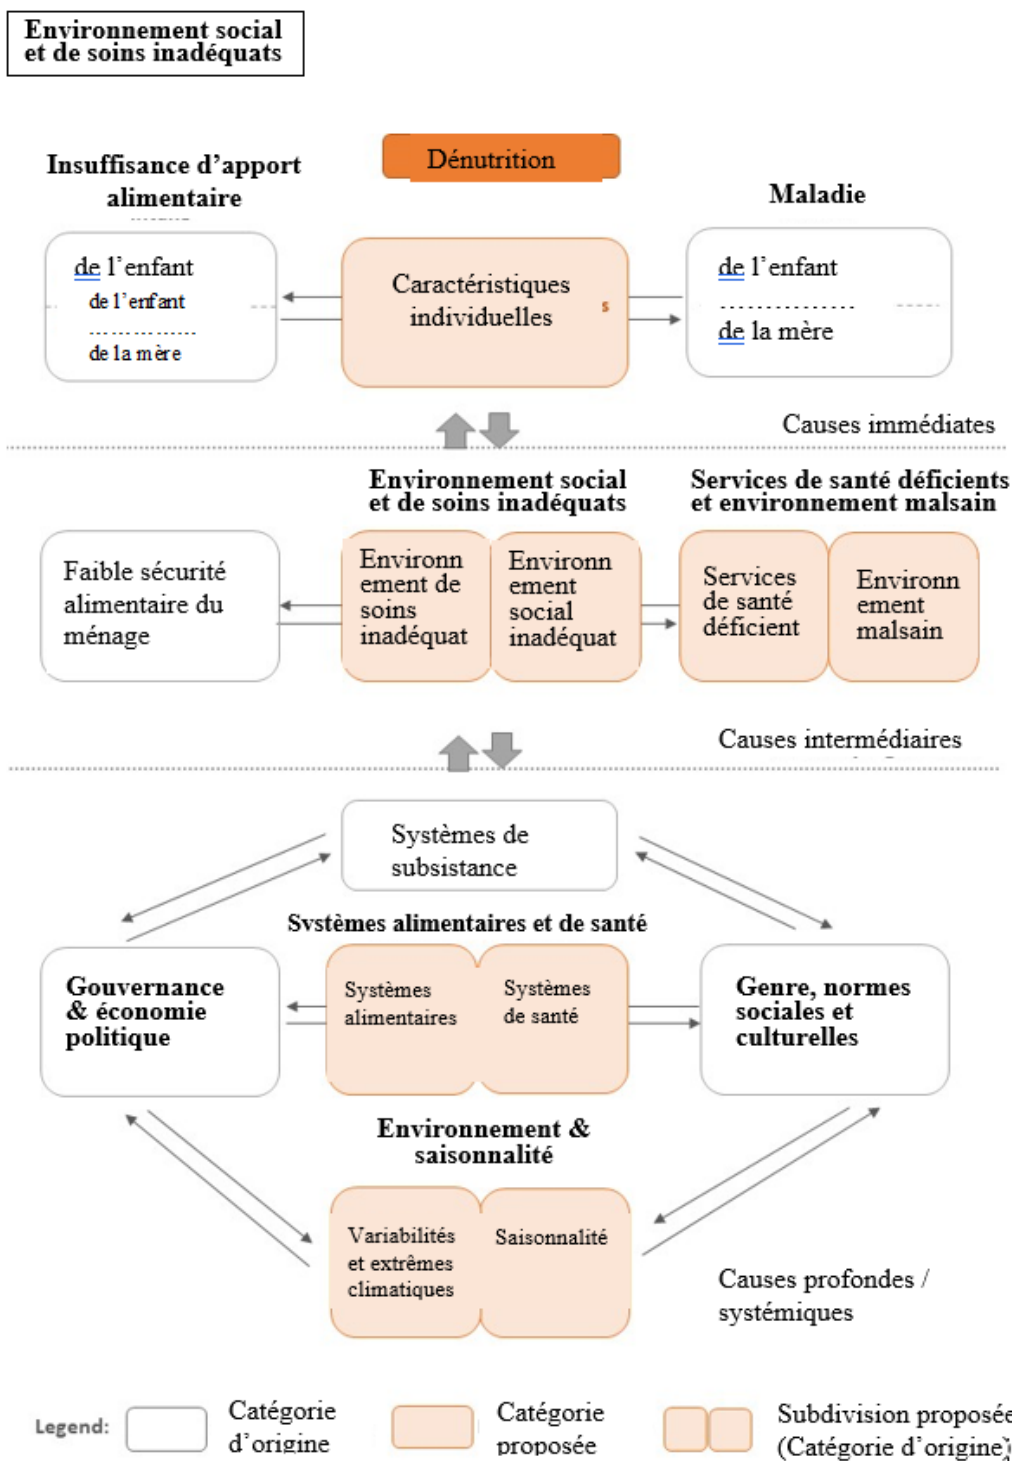 Environnement social
et de soins inadéquats
Dénutrition
Insuffisance d'apport
alimentaire
Maladie
de l'enfant
de l'enfant
……………
de la mère
Caractéristiques
individuelles
s
de l'enfant
……………
de la mère
Causes immédiates
Environnement social
et de soins inadéquats
Services de santé déficients
et environnement malsain
Faible sécurité
alimentaire du
ménage
Environn
ement de
soins
inadéquat
Environn
ement
social
inadéquat
Services
de santé
déficient
Environn
ement
malsain
Causes intermédiaires
Systèmes de
subsistance
Systèmes alimentaires et de santé
Gouvernance
& économie
politique
Systèmes
alimentaires
Systèmes
de santé
Genre, normes
sociales et
culturelles
Environnement &
saisonnalité
Variabilités
et extrêmes
climatiques
Saisonnalité
Causes profondes /
systémiques
Legend:
Catégorie
d'origine
Catégorie
proposée
Subdivision proposée
(Catégorie d'origine)